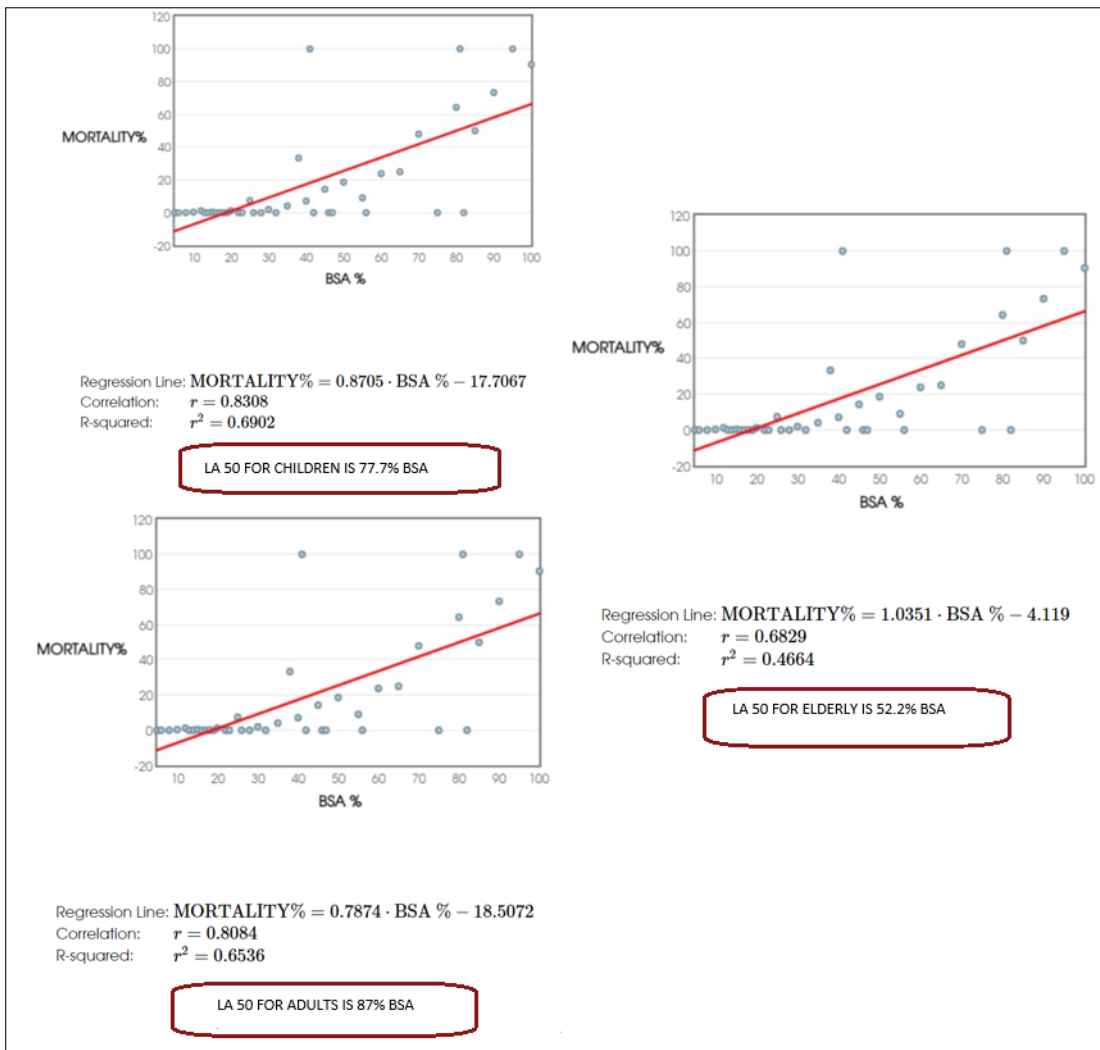 120
100
80
60
40
20
0
-20
MORTALITY%
10 20 30 40 50 60 70 80 90 100
BSA %
Regression Line: MORTALITY% = 0.8705 · BSA % − 17.7067
Correlation: r = 0.8308
R-squared: r² = 0.6902
LA 50 FOR CHILDREN IS 77.7% BSA
120
100
80
60
40
20
0
-20
MORTALITY%
10 20 30 40 50 60 70 80 90 100
BSA %
Regression Line: MORTALITY% = 1.0351 · BSA % − 4.119
Correlation: r = 0.6829
R-squared: r² = 0.4664
LA 50 FOR ELDERLY IS 52.2% BSA
120
100
80
60
40
20
0
-20
MORTALITY%
10 20 30 40 50 60 70 80 90 100
BSA %
Regression Line: MORTALITY% = 0.7874 · BSA % − 18.5072
Correlation: r = 0.8084
R-squared: r² = 0.6536
LA 50 FOR ADULTS IS 87% BSA